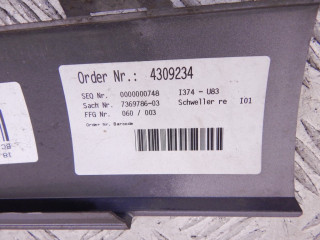 Order Nr.: 4309234
SEQ Nr. 0000000748 I374 - U83
Sach Nr. 7369786-03 Schweller re I01
FFG Nr. 060 / 003
Order Nr. Barcode